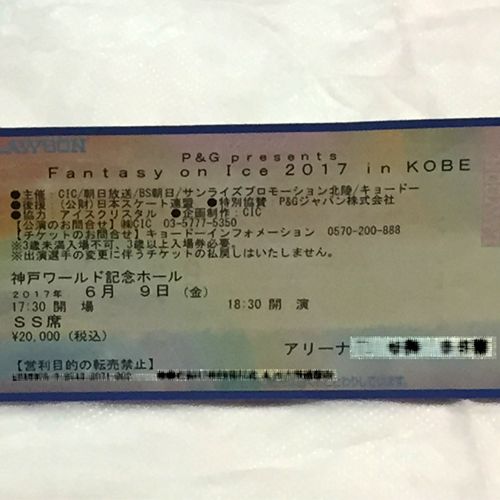 LAWSON
P&G presents
Fantasy on Ice 2017 in KOBE
●主催：CIC/朝日放送/BS朝日/サンライズプロモーション北陸/キョードー
●後援：(公財)日本スケート連盟 ●特別協賛 P&Gジャパン株式会社
●協力 アイスクリスタル ●企画制作：CIC
【公演のお問合せ】㈱CIC 03-5777-5350
【チケットのお問合せ】キョードーインフォメーション 0570-200-888
※3歳未満入場不可、3歳以上入場券必要。
※出演選手の変更に伴うチケットの払戻しはいたしません。
神戸ワールド記念ホール
2017年 6月 9日(金)
17:30 開 場 18:30 開 演
SS席
¥20,000(税込)
アリーナ
【営利目的の転売禁止】